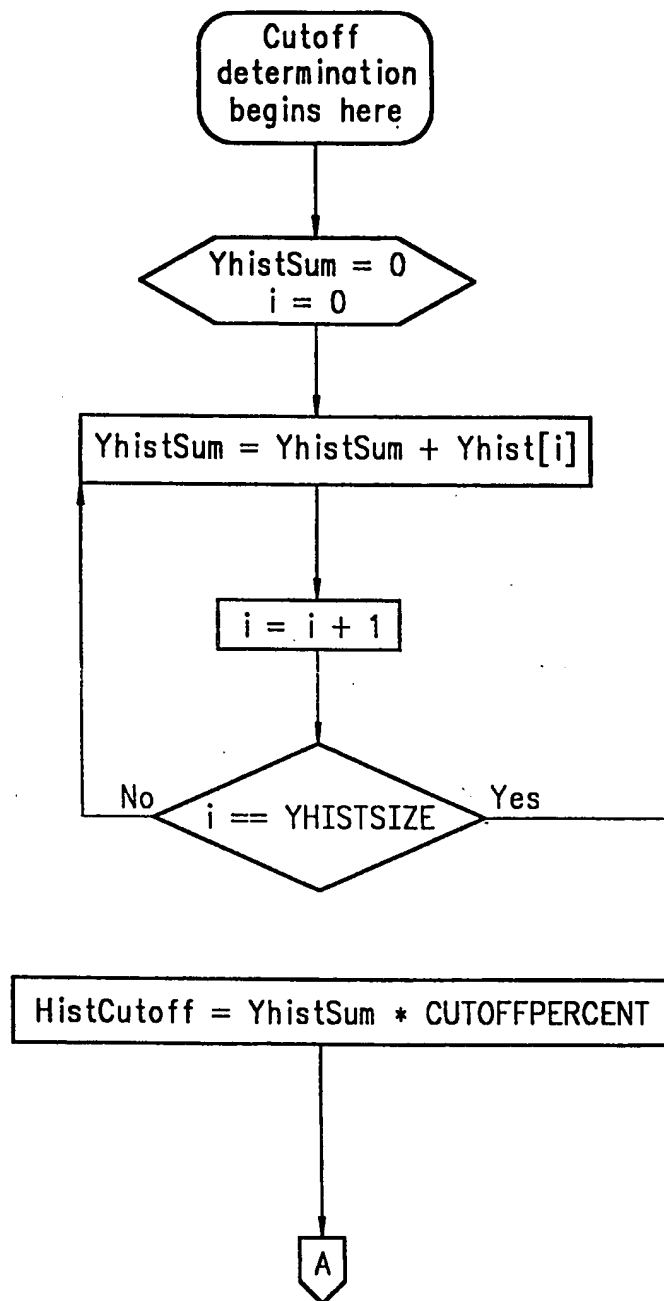 Cutoff
determination
begins here
YhistSum = 0
i = 0
YhistSum = YhistSum + Yhist[i]
i = i + 1
No
i == YHISTSIZE
Yes
HistCutoff = YhistSum * CUTOFFPERCENT
A